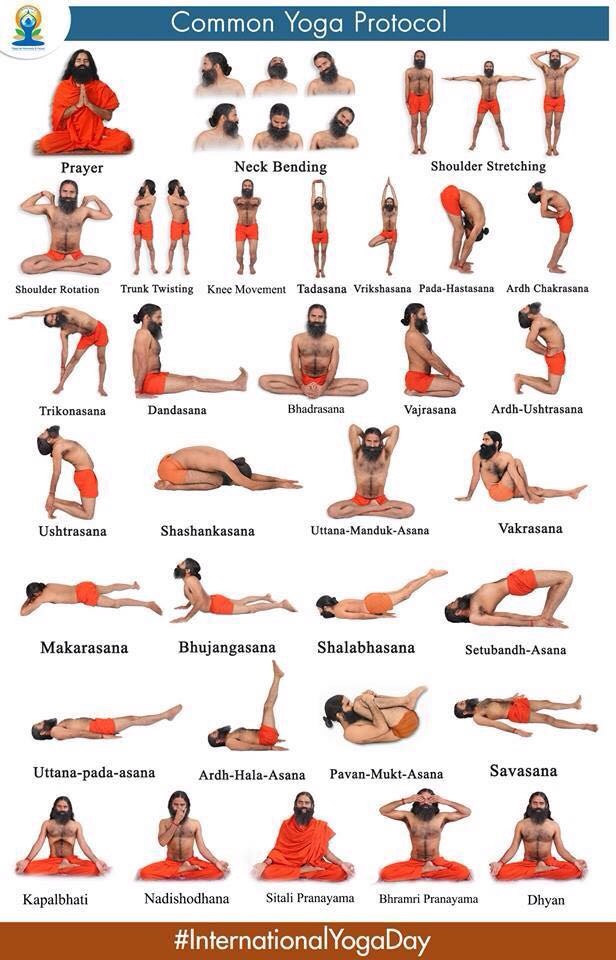 Common Yoga Protocol
Prayer
Neck Bending
Shoulder Stretching
Shoulder Rotation
Trunk Twisting
Knee Movement
Tadasana
Vrikshasana
Pada-Hastasana
Ardh Chakrasana
Trikonasana
Dandasana
Bhadrasana
Vajrasana
Ardh-Ushtrasana
Ushtrasana
Shashankasana
Uttana-Manduk-Asana
Vakrasana
Makarasana
Bhujangasana
Shalabhasana
Setubandh-Asana
Uttana-pada-asana
Ardh-Hala-Asana
Pavan-Mukt-Asana
Savasana
Kapalbhati
Nadishodhana
Sitali Pranayama
Bhramri Pranayama
Dhyan
#InternationalYogaDay